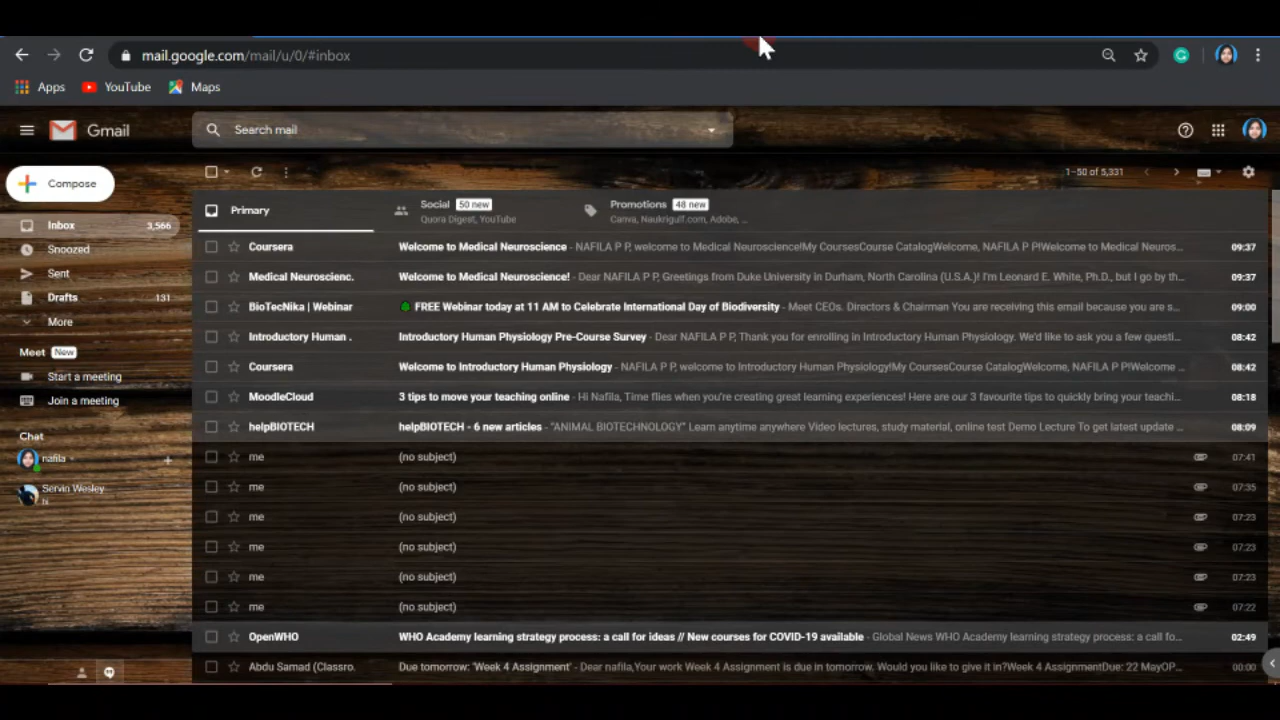 mail.google.com/mail/u/0/#inbox
Apps YouTube Maps
Gmail Search mail
Compose 1–50 of 5,331
Primary
Social 50 new
Quora Digest, YouTube
Promotions 48 new
Canva, Naukrigulf.com, Adobe, ...
Inbox 3,566
Snoozed
Sent
Drafts 131
More
Meet New
Start a meeting
Join a meeting
Chat
nafila
Servin Wesley
hi
Coursera Welcome to Medical Neuroscience - NAFILA P P, welcome to Medical Neuroscience!My CoursesCourse CatalogWelcome, NAFILA P P!Welcome to Medical Neuros... 09:37
Medical Neuroscienc. Welcome to Medical Neuroscience! - Dear NAFILA P P, Greetings from Duke University in Durham, North Carolina (U.S.A.)! I'm Leonard E. White, Ph.D., but I go by th... 09:37
BioTecNika | Webinar FREE Webinar today at 11 AM to Celebrate International Day of Biodiversity - Meet CEOs. Directors & Chairman You are receiving this email because you are s... 09:00
Introductory Human . Introductory Human Physiology Pre-Course Survey - Dear NAFILA P P, Thank you for enrolling in Introductory Human Physiology. We'd like to ask you a few questi... 08:42
Coursera Welcome to Introductory Human Physiology - NAFILA P P, welcome to Introductory Human Physiology!My CoursesCourse CatalogWelcome, NAFILA P P!Welcome ... 08:42
MoodleCloud 3 tips to move your teaching online - Hi Nafila, Time flies when you're creating great learning experiences! Here are our 3 favourite tips to quickly bring your teachi... 08:18
helpBIOTECH helpBIOTECH - 6 new articles - "ANIMAL BIOTECHNOLOGY" Learn anytime anywhere Video lectures, study material, online test Demo Lecture To get latest update ... 08:09
me (no subject) 07:41
me (no subject) 07:35
me (no subject) 07:23
me (no subject) 07:23
me (no subject) 07:23
me (no subject) 07:22
OpenWHO WHO Academy learning strategy process: a call for ideas // New courses for COVID-19 available - Global News WHO Academy learning strategy process: a call fo... 02:49
Abdu Samad (Classro. Due tomorrow: 'Week 4 Assignment' - Dear nafila,Your work Week 4 Assignment is due in tomorrow. Would you like to give it in?Week 4 AssignmentDue: 22 MayOP... 00:00